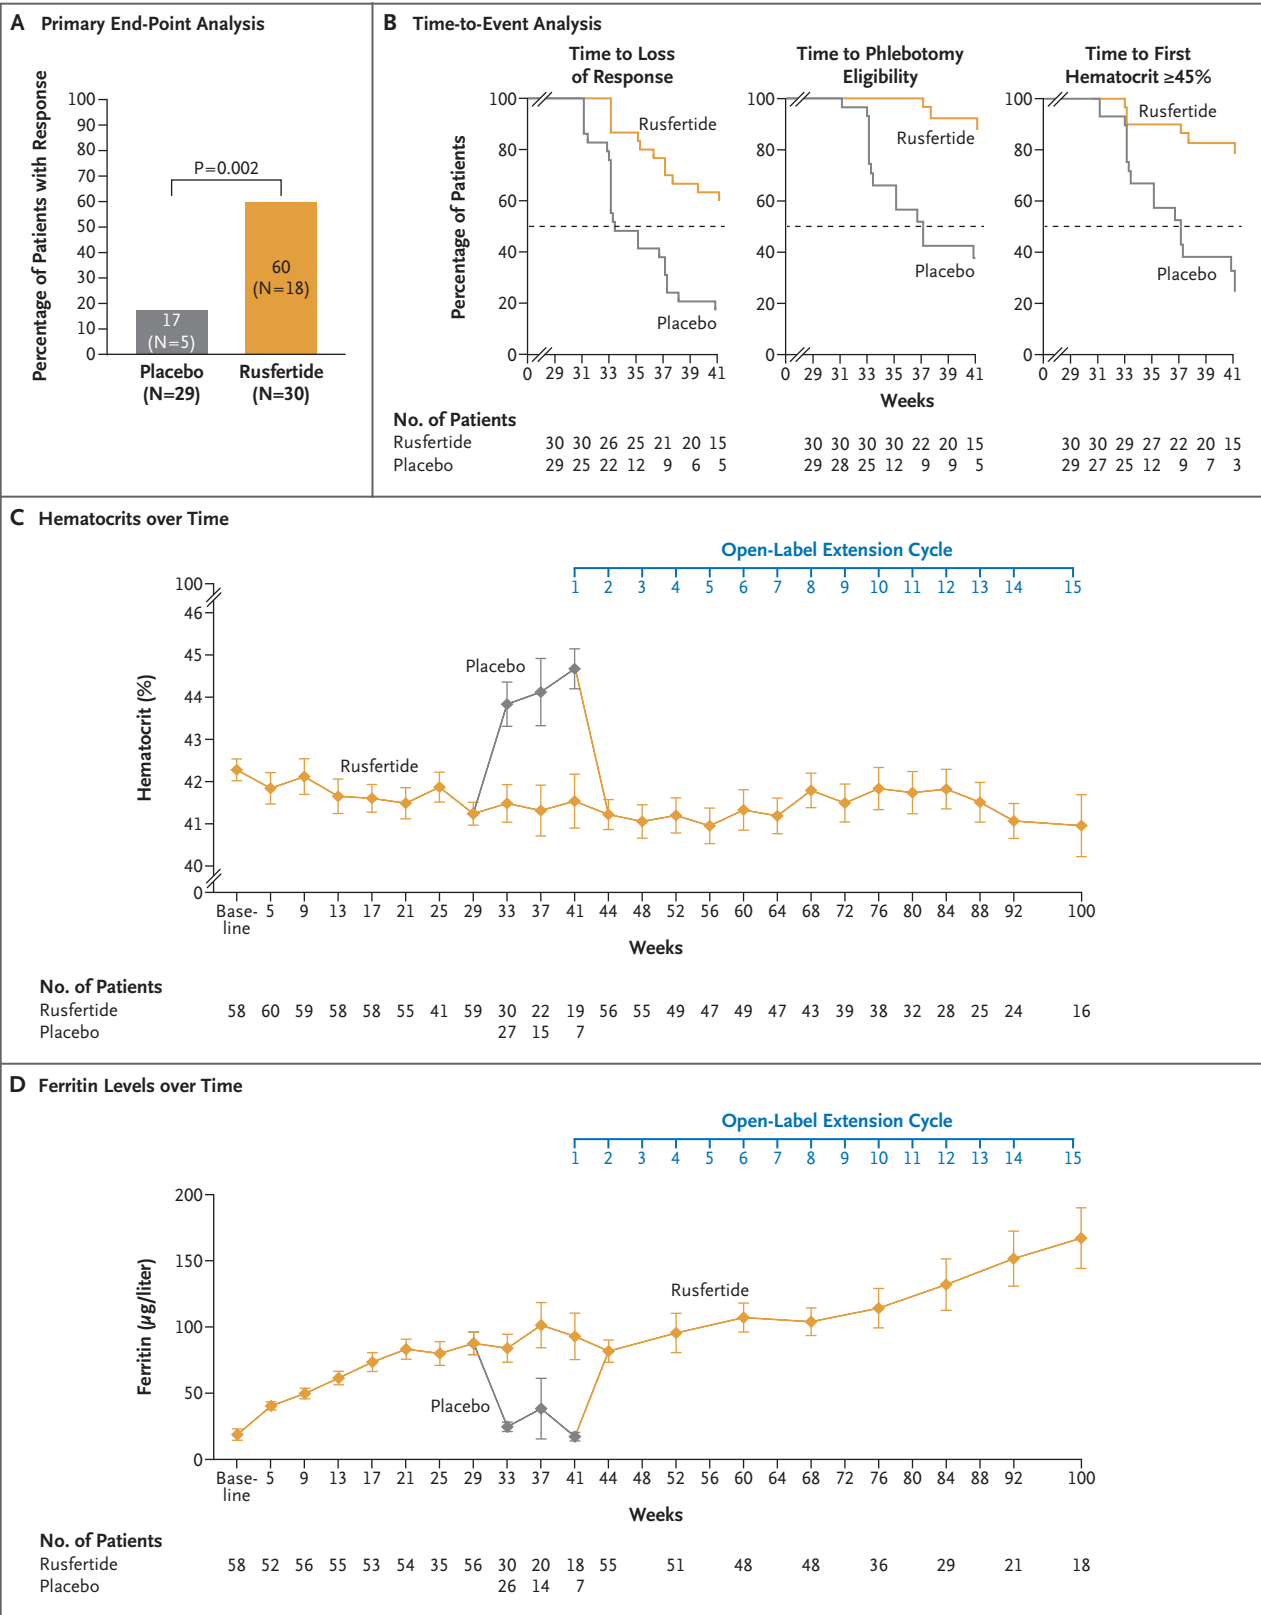 A Primary End-Point Analysis
Percentage of Patients with Response
100
90
80
70
60
50
40
30
20
10
0
P=0.002
17
(N=5)
60
(N=18)
Placebo
(N=29)
Rusfertide
(N=30)
B Time-to-Event Analysis
Time to Loss
of Response
Percentage of Patients
100
80
60
40
20
0
Rusfertide
Placebo
0 29 31 33 35 37 39 41
Time to Phlebotomy
Eligibility
100
80
60
40
20
0
Rusfertide
Placebo
0 29 31 33 35 37 39 41
Time to First
Hematocrit ≥45%
100
80
60
40
20
0
Rusfertide
Placebo
0 29 31 33 35 37 39 41
Weeks
No. of Patients
Rusfertide 30 30 26 25 21 20 15 30 30 30 30 22 20 15 30 30 29 27 22 20 15
Placebo 29 25 22 12 9 6 5 29 28 25 12 9 9 5 29 27 25 12 9 7 3
C Hematocrits over Time
Open-Label Extension Cycle
1 2 3 4 5 6 7 8 9 10 11 12 13 14 15
Hematocrit (%)
100
46
45
44
43
42
41
40
0
Placebo
Rusfertide
Base-
line
5 9 13 17 21 25 29 33 37 41 44 48 52 56 60 64 68 72 76 80 84 88 92 100
Weeks
No. of Patients
Rusfertide 58 60 59 58 58 55 41 59 30 22 19 56 55 49 47 49 47 43 39 38 32 28 25 24 16
Placebo 27 15 7
D Ferritin Levels over Time
Open-Label Extension Cycle
1 2 3 4 5 6 7 8 9 10 11 12 13 14 15
Ferritin (µg/liter)
200
150
100
50
0
Rusfertide
Placebo
Base-
line
5 9 13 17 21 25 29 33 37 41 44 48 52 56 60 64 68 72 76 80 84 88 92 100
Weeks
No. of Patients
Rusfertide 58 52 56 55 53 54 35 56 30 20 18 55 51 48 48 36 29 21 18
Placebo 26 14 7